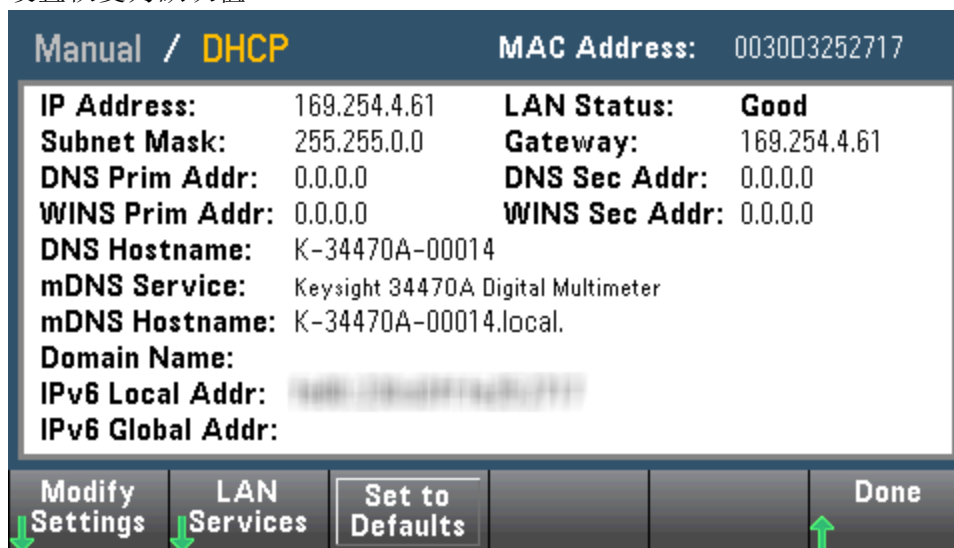 Manual / DHCP MAC Address: 0030D3252717
IP Address: 169.254.4.61 LAN Status: Good
Subnet Mask: 255.255.0.0 Gateway: 169.254.4.61
DNS Prim Addr: 0.0.0.0 DNS Sec Addr: 0.0.0.0
WINS Prim Addr: 0.0.0.0 WINS Sec Addr: 0.0.0.0
DNS Hostname: K-34470A-00014
mDNS Service: Keysight 34470A Digital Multimeter
mDNS Hostname: K-34470A-00014.local.
Domain Name:
IPv6 Local Addr:
IPv6 Global Addr:
Modify Settings LAN Services Set to Defaults Done